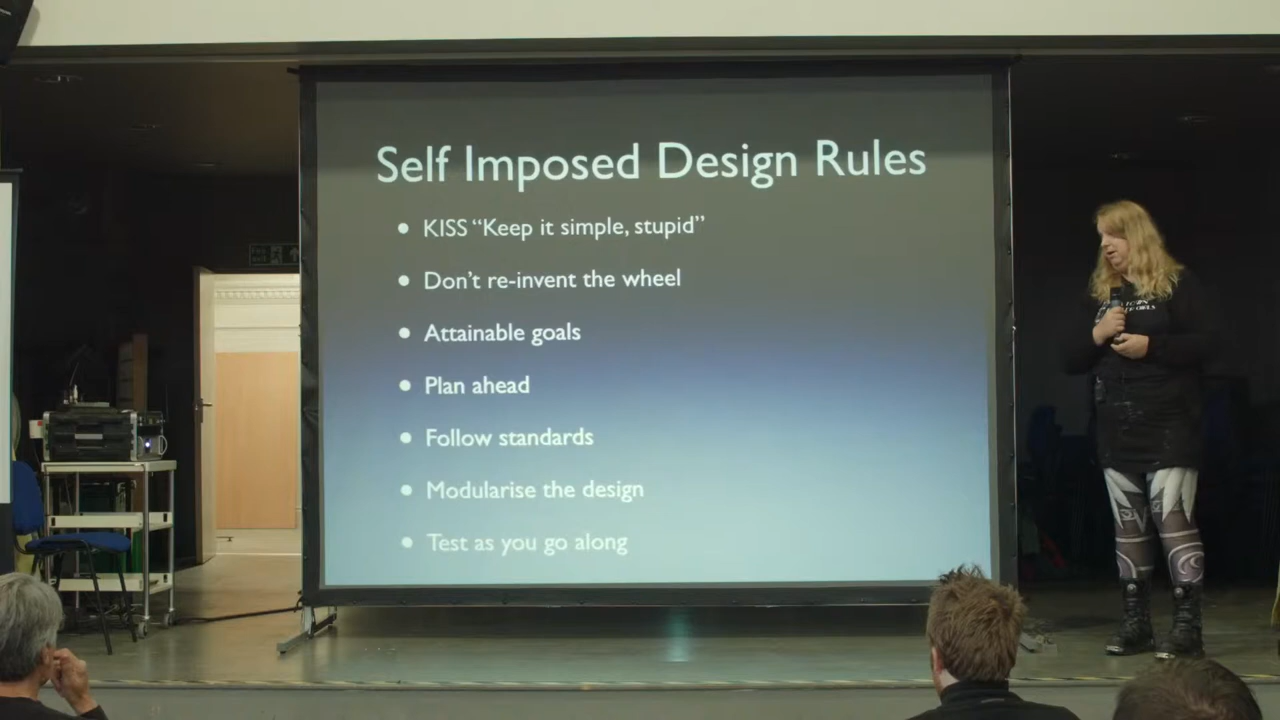 Self Imposed Design Rules
• KISS “Keep it simple, stupid”
• Don’t re-invent the wheel
• Attainable goals
• Plan ahead
• Follow standards
• Modularise the design
• Test as you go along